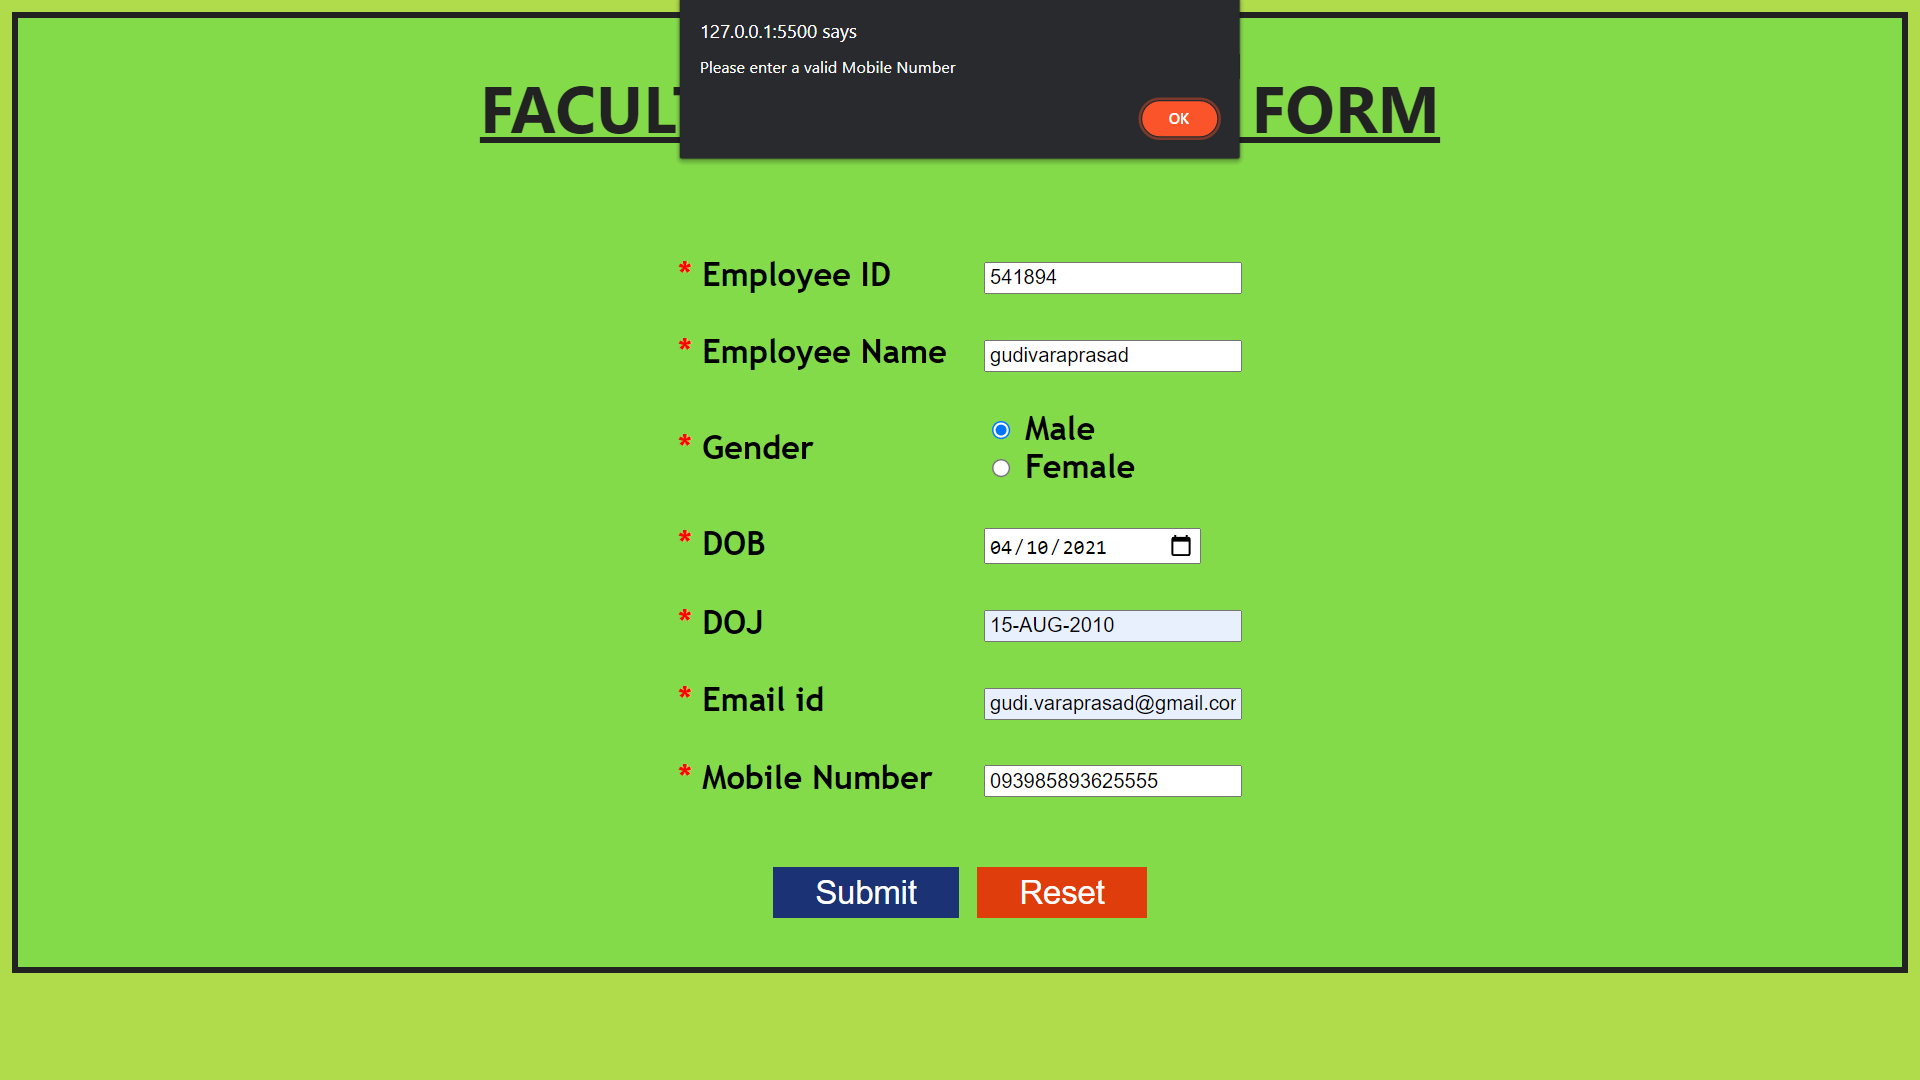 127.0.0.1:5500 says
Please enter a valid Mobile Number
OK
FORM
* Employee ID
541894
* Employee Name
gudivaraprasad
* Gender
Male
Female
* DOB
04/10/2021
* DOJ
15-AUG-2010
* Email id
gudi.varaprasad@gmail.cor
* Mobile Number
093985893625555
Submit
Reset